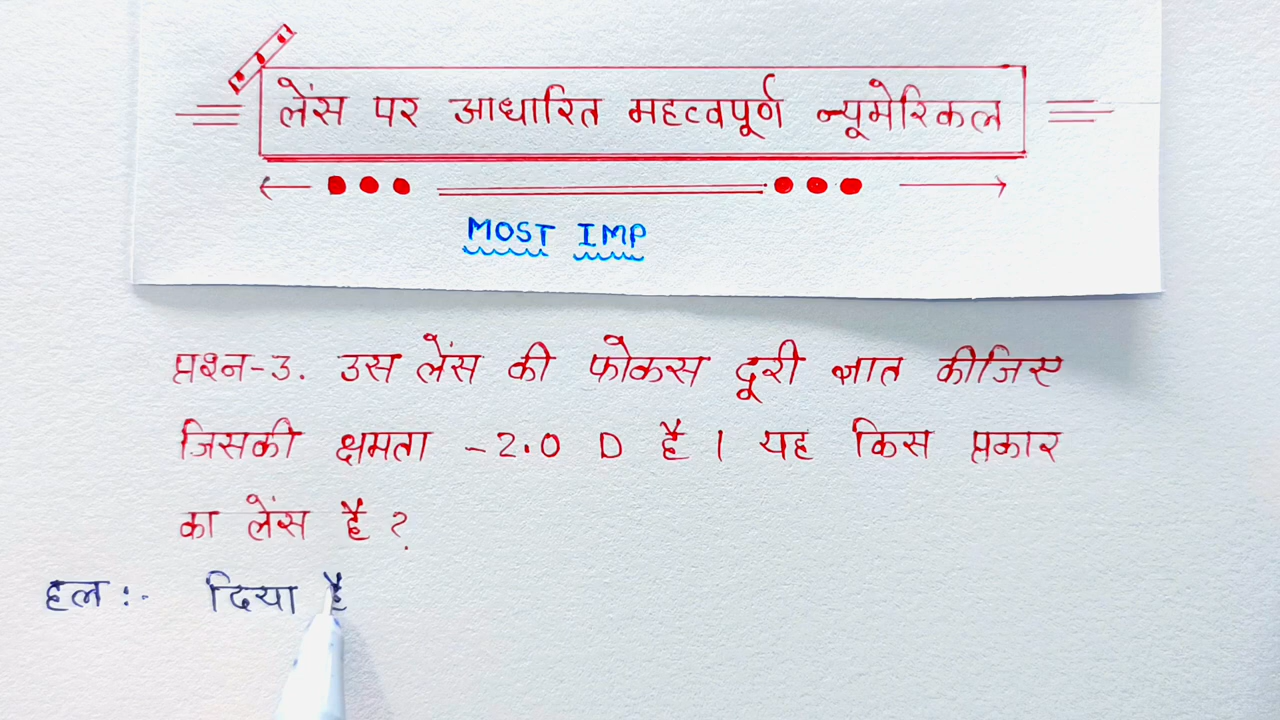 लेंस पर आधारित महत्वपूर्ण न्यूमेरिकल
MOST IMP
प्रश्न-3. उस लेंस की फोकस दूरी ज्ञात कीजिए
जिसकी क्षमता -2.0 D है । यह किस प्रकार
का लेंस है ?
हल :- दिया है